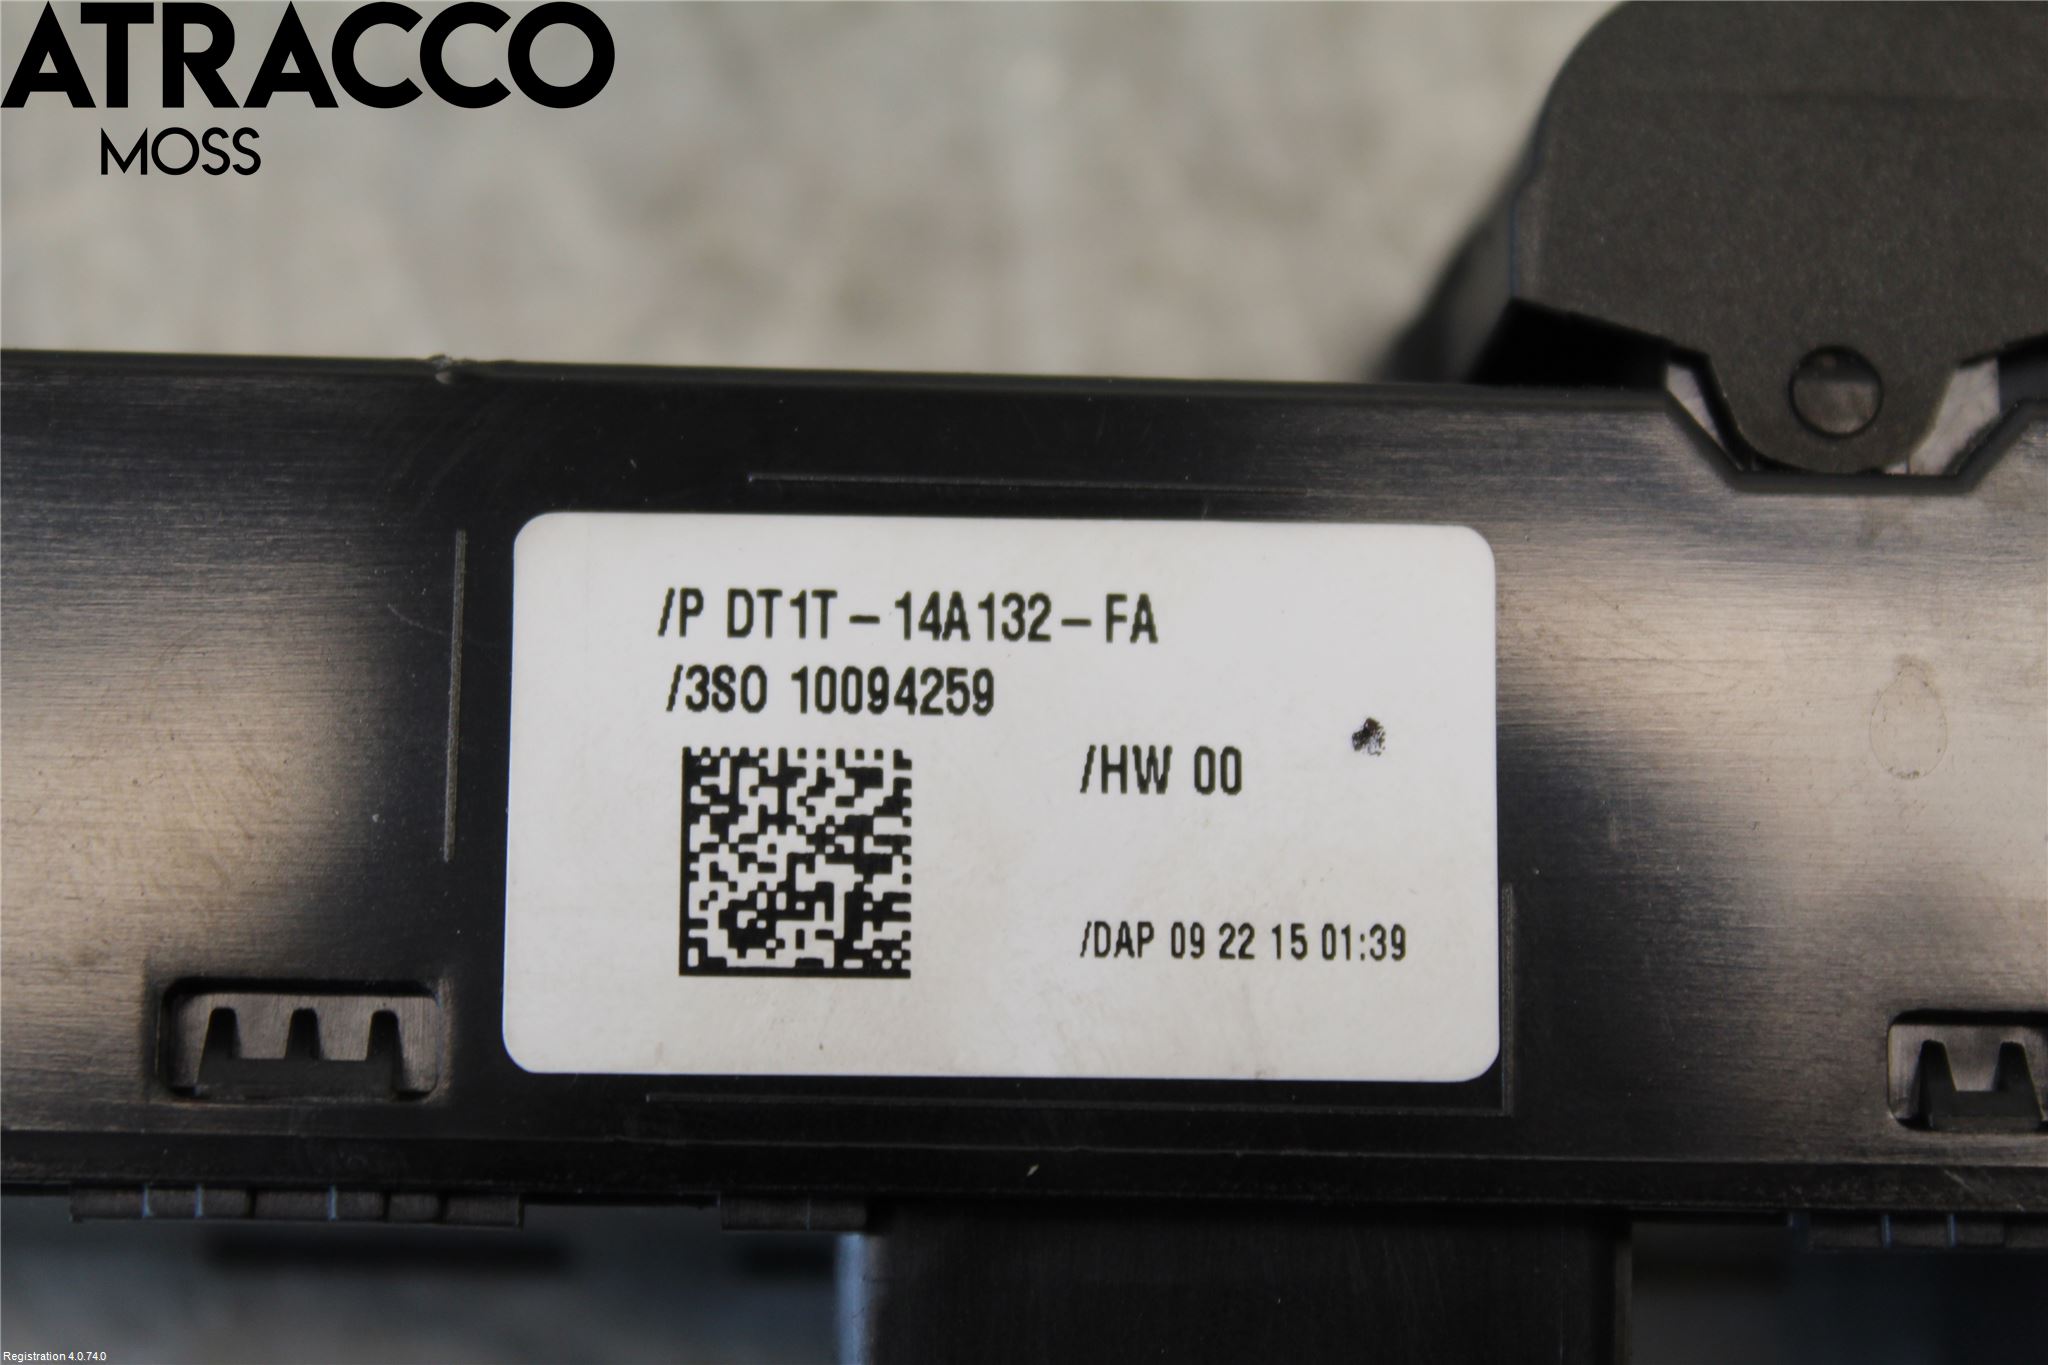 ATRACCO
MOSS
/P DT1T-14A132-FA
/3SO 10094259
/HW 00
/DAP 09 22 15 01:39
Registration 4.0.74.0